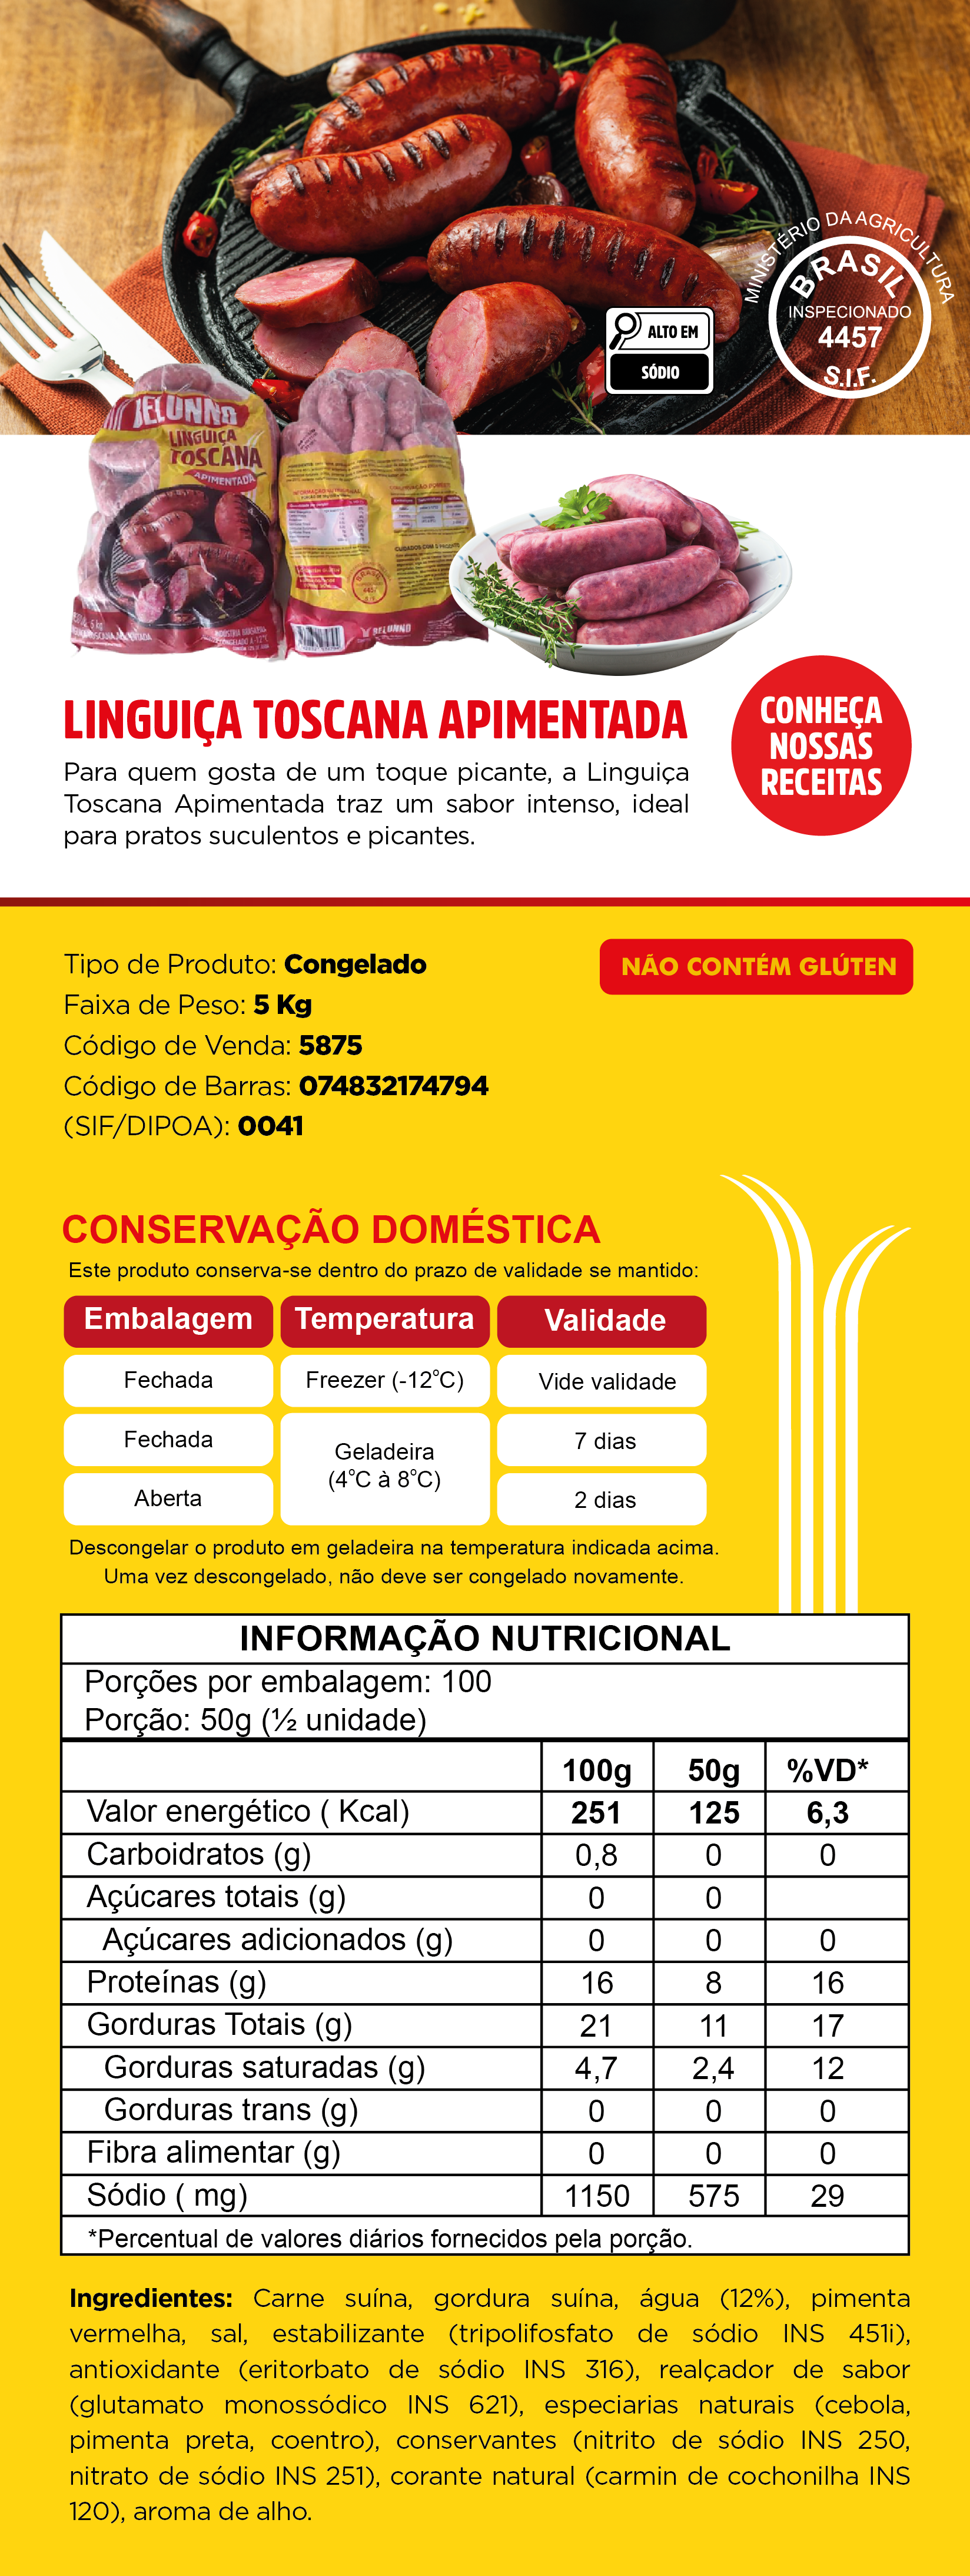 MINISTÉRIO DA AGRICULTURA
BRASIL
INSPECIONADO
4457
S.I.F.
ALTO EM
SÓDIO
BELUNNO
LINGUIÇA
TOSCANA
APIMENTADA
BELUNNO
LINGUIÇA TOSCANA APIMENTADA
Para quem gosta de um toque picante, a Linguiça
Toscana Apimentada traz um sabor intenso, ideal
para pratos suculentos e picantes.
CONHEÇA
NOSSAS
RECEITAS
Tipo de Produto: Congelado
Faixa de Peso: 5 Kg
Código de Venda: 5875
Código de Barras: 074832174794
(SIF/DIPOA): 0041
NÃO CONTÉM GLÚTEN
CONSERVAÇÃO DOMÉSTICA
Este produto conserva-se dentro do prazo de validade se mantido:
Embalagem Temperatura Validade
Fechada Freezer (-12°C) Vide validade
Fechada 7 dias
Geladeira
(4°C à 8°C)
Aberta 2 dias
Descongelar o produto em geladeira na temperatura indicada acima.
Uma vez descongelado, não deve ser congelado novamente.
INFORMAÇÃO NUTRICIONAL
Porções por embalagem: 100
Porção: 50g (½ unidade)
100g 50g %VD*
Valor energético ( Kcal) 251 125 6,3
Carboidratos (g) 0,8 0 0
Açúcares totais (g) 0 0
Açúcares adicionados (g) 0 0 0
Proteínas (g) 16 8 16
Gorduras Totais (g) 21 11 17
Gorduras saturadas (g) 4,7 2,4 12
Gorduras trans (g) 0 0 0
Fibra alimentar (g) 0 0 0
Sódio ( mg) 1150 575 29
*Percentual de valores diários fornecidos pela porção.
Ingredientes: Carne suína, gordura suína, água (12%), pimenta
vermelha, sal, estabilizante (tripolifosfato de sódio INS 451i),
antioxidante (eritorbato de sódio INS 316), realçador de sabor
(glutamato monossódico INS 621), especiarias naturais (cebola,
pimenta preta, coentro), conservantes (nitrito de sódio INS 250,
nitrato de sódio INS 251), corante natural (carmin de cochonilha INS
120), aroma de alho.